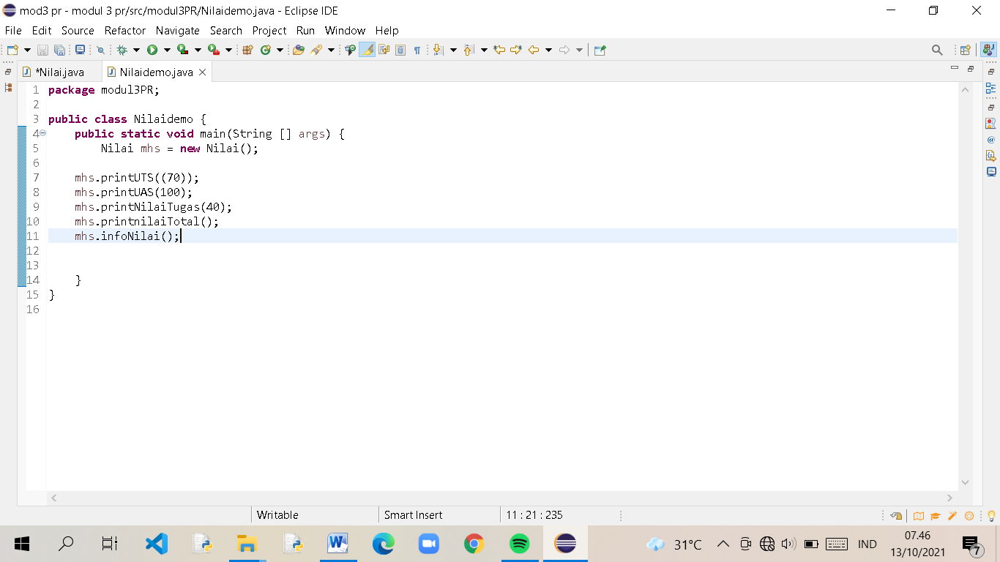 mod3 pr - modul 3 pr/src/modul3PR/Nilaidemo.java - Eclipse IDE
File Edit Source Refactor Navigate Search Project Run Window Help
*Nilai.java Nilaidemo.java
1 package modul3PR;
2
3 public class Nilaidemo {
4 public static void main(String [] args) {
5 Nilai mhs = new Nilai();
6
7 mhs.printUTS((70));
8 mhs.printUAS(100);
9 mhs.printNilaiTugas(40);
10 mhs.printnilaiTotal();
11 mhs.infoNilai();
12
13
14 }
15 }
16
Writable Smart Insert 11 : 21 : 235
31°C IND 07.46
13/10/2021 7